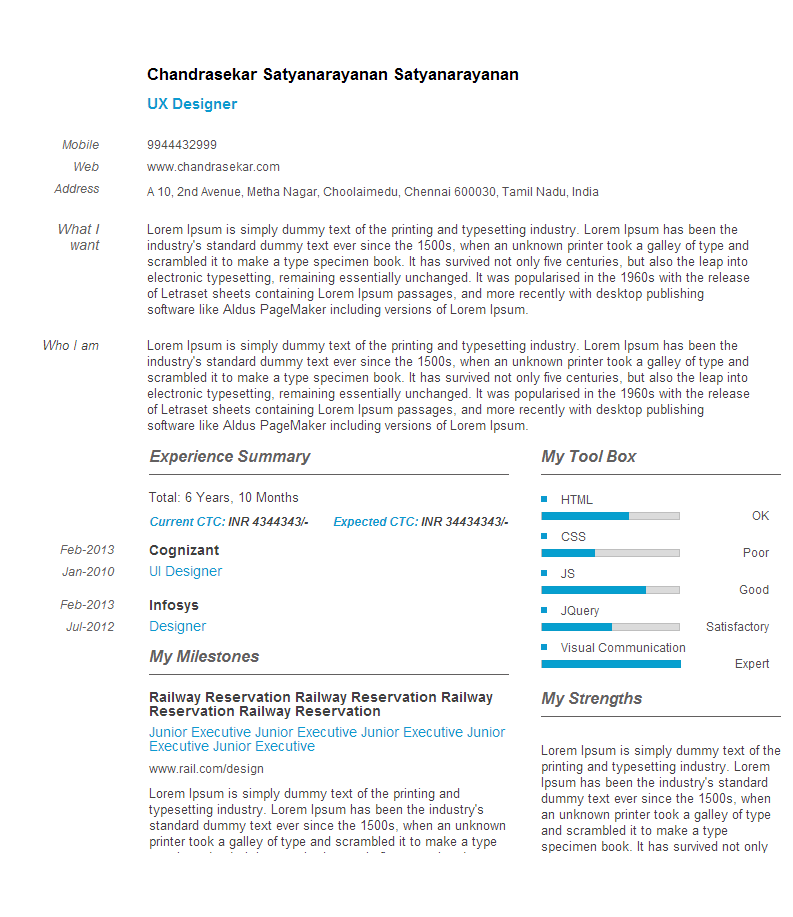 Chandrasekar Satyanarayanan Satyanarayanan
UX Designer
Mobile 9944432999
Web www.chandrasekar.com
Address A 10, 2nd Avenue, Metha Nagar, Choolaimedu, Chennai 600030, Tamil Nadu, India
What I want
Lorem Ipsum is simply dummy text of the printing and typesetting industry. Lorem Ipsum has been the
industry's standard dummy text ever since the 1500s, when an unknown printer took a galley of type and
scrambled it to make a type specimen book. It has survived not only five centuries, but also the leap into
electronic typesetting, remaining essentially unchanged. It was popularised in the 1960s with the release
of Letraset sheets containing Lorem Ipsum passages, and more recently with desktop publishing
software like Aldus PageMaker including versions of Lorem Ipsum.
Who I am
Lorem Ipsum is simply dummy text of the printing and typesetting industry. Lorem Ipsum has been the
industry's standard dummy text ever since the 1500s, when an unknown printer took a galley of type and
scrambled it to make a type specimen book. It has survived not only five centuries, but also the leap into
electronic typesetting, remaining essentially unchanged. It was popularised in the 1960s with the release
of Letraset sheets containing Lorem Ipsum passages, and more recently with desktop publishing
software like Aldus PageMaker including versions of Lorem Ipsum.
Experience Summary
Total: 6 Years, 10 Months
Current CTC: INR 4344343/- Expected CTC: INR 34434343/-
Feb-2013 Cognizant
Jan-2010 UI Designer
Feb-2013 Infosys
Jul-2012 Designer
My Milestones
Railway Reservation Railway Reservation Railway
Reservation Railway Reservation
Junior Executive Junior Executive Junior Executive Junior
Executive Junior Executive
www.rail.com/design
Lorem Ipsum is simply dummy text of the printing and
typesetting industry. Lorem Ipsum has been the industry's
standard dummy text ever since the 1500s, when an unknown
printer took a galley of type and scrambled it to make a type
My Tool Box
HTML
OK
CSS
Poor
JS
Good
JQuery
Satisfactory
Visual Communication
Expert
My Strengths
Lorem Ipsum is simply dummy text of the
printing and typesetting industry. Lorem
Ipsum has been the industry's standard
dummy text ever since the 1500s, when
an unknown printer took a galley of type
and scrambled it to make a type
specimen book. It has survived not only